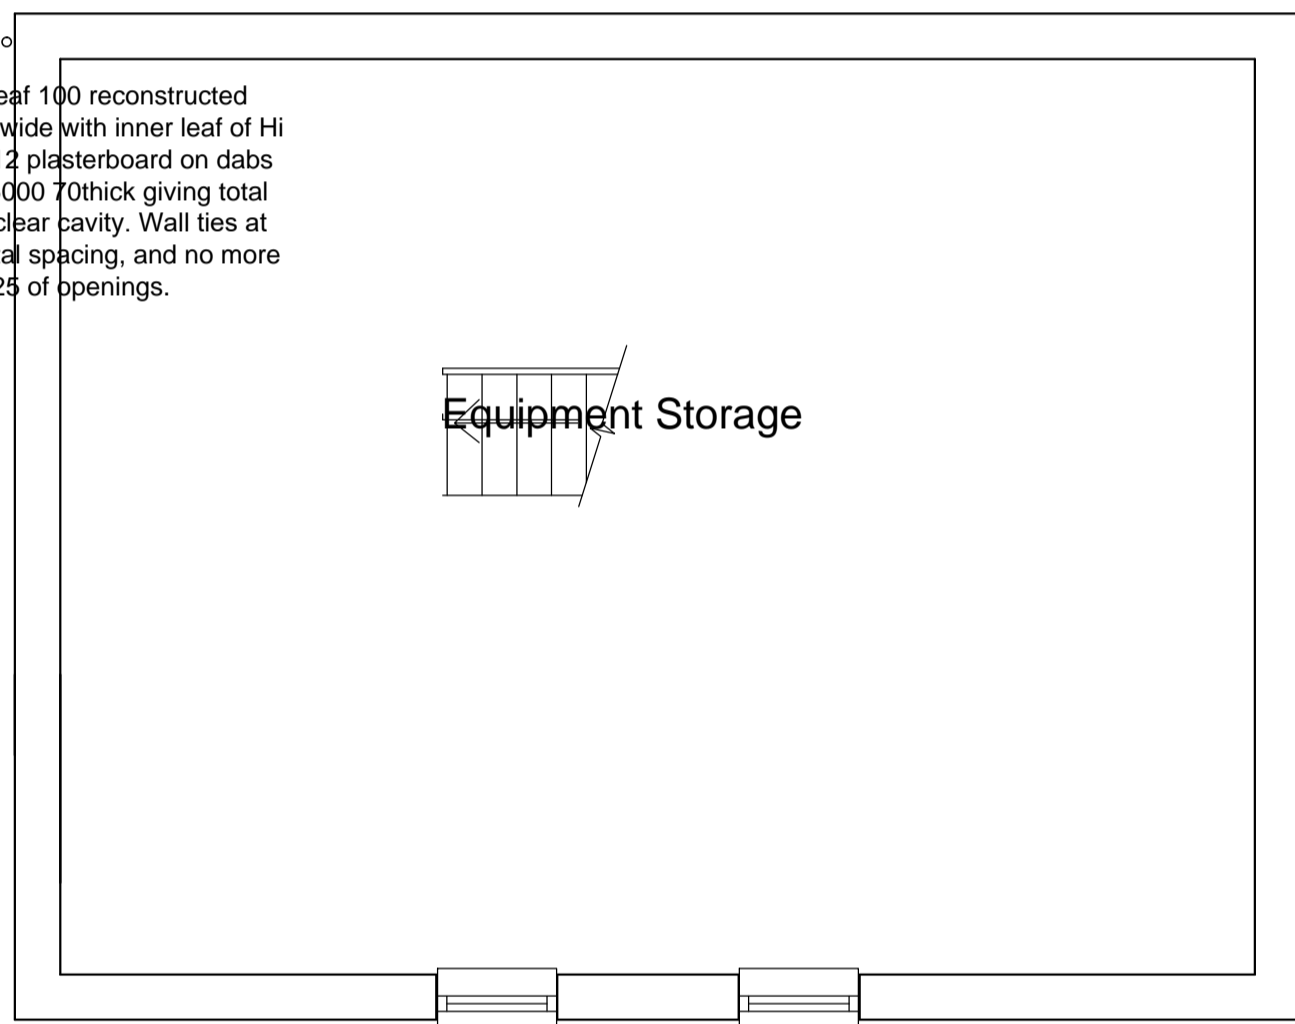 eaf 100 reconstructed
wide with inner leaf of Hi
2 plasterboard on dabs
000 70thick giving total
clear cavity. Wall ties at
al spacing, and no more
25 of openings.
Equipment Storage